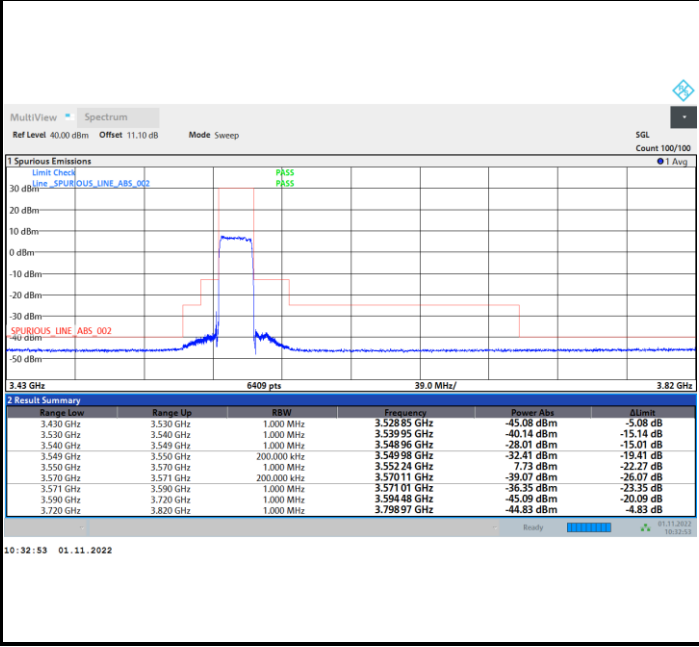 MultiView Spectrum
Ref Level 40.00 dBm Offset 11.10 dB Mode Sweep SGL
Count 100/100
1 Spurious Emissions 1 Avg
Limit Check PASS
Line _SPURIOUS_LINE_ABS_002 PASS
30 dBm
20 dBm
10 dBm
0 dBm
-10 dBm
-20 dBm
-30 dBm
SPURIOUS_LINE_ABS_002
-40 dBm
-50 dBm
3.43 GHz 6409 pts 39.0 MHz/ 3.82 GHz
2 Result Summary
Range Low Range Up RBW Frequency Power Abs ΔLimit
3.430 GHz 3.530 GHz 1.000 MHz 3.528 85 GHz -45.08 dBm -5.08 dB
3.530 GHz 3.540 GHz 1.000 MHz 3.539 95 GHz -40.14 dBm -15.14 dB
3.540 GHz 3.549 GHz 1.000 MHz 3.548 96 GHz -28.01 dBm -15.01 dB
3.549 GHz 3.550 GHz 200.000 kHz 3.549 98 GHz -32.41 dBm -19.41 dB
3.550 GHz 3.570 GHz 1.000 MHz 3.552 24 GHz 7.73 dBm -22.27 dB
3.570 GHz 3.571 GHz 200.000 kHz 3.570 11 GHz -39.07 dBm -26.07 dB
3.571 GHz 3.590 GHz 1.000 MHz 3.571 01 GHz -36.35 dBm -23.35 dB
3.590 GHz 3.720 GHz 1.000 MHz 3.594 48 GHz -45.09 dBm -20.09 dB
3.720 GHz 3.820 GHz 1.000 MHz 3.798 97 GHz -44.83 dBm -4.83 dB
Ready 01.11.2022
10:32:53
10:32:53 01.11.2022